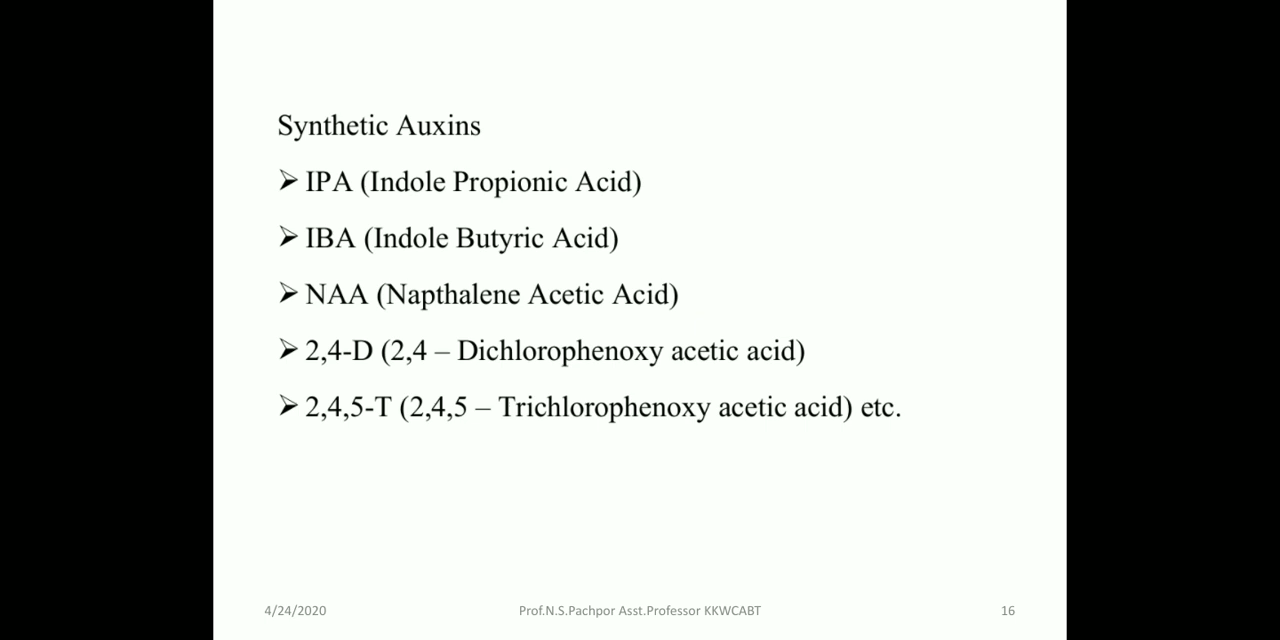 Synthetic Auxins
➢ IPA (Indole Propionic Acid)
➢ IBA (Indole Butyric Acid)
➢ NAA (Napthalene Acetic Acid)
➢ 2,4-D (2,4 – Dichlorophenoxy acetic acid)
➢ 2,4,5-T (2,4,5 – Trichlorophenoxy acetic acid) etc.
4/24/2020 Prof.N.S.Pachpor Asst.Professor KKWCABT 16